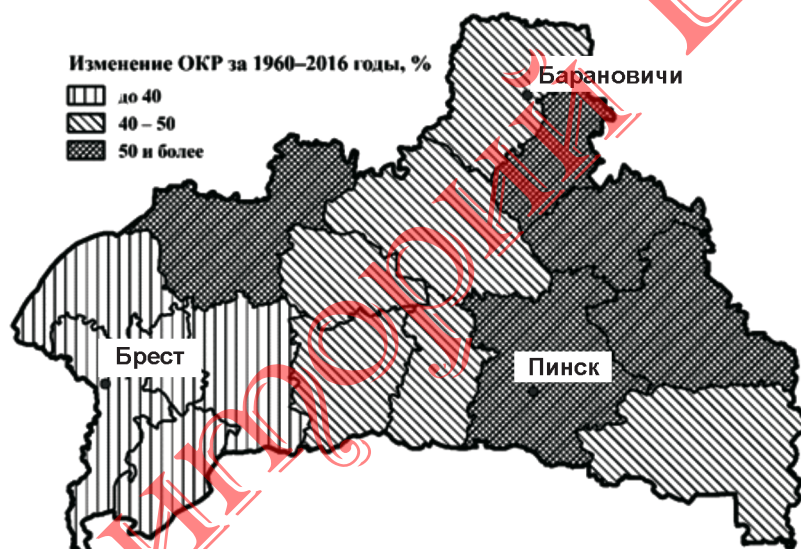 Изменение ОКР за 1960–2016 годы, %
до 40
40 – 50
50 и более
Барановичи
Брест
Пинск